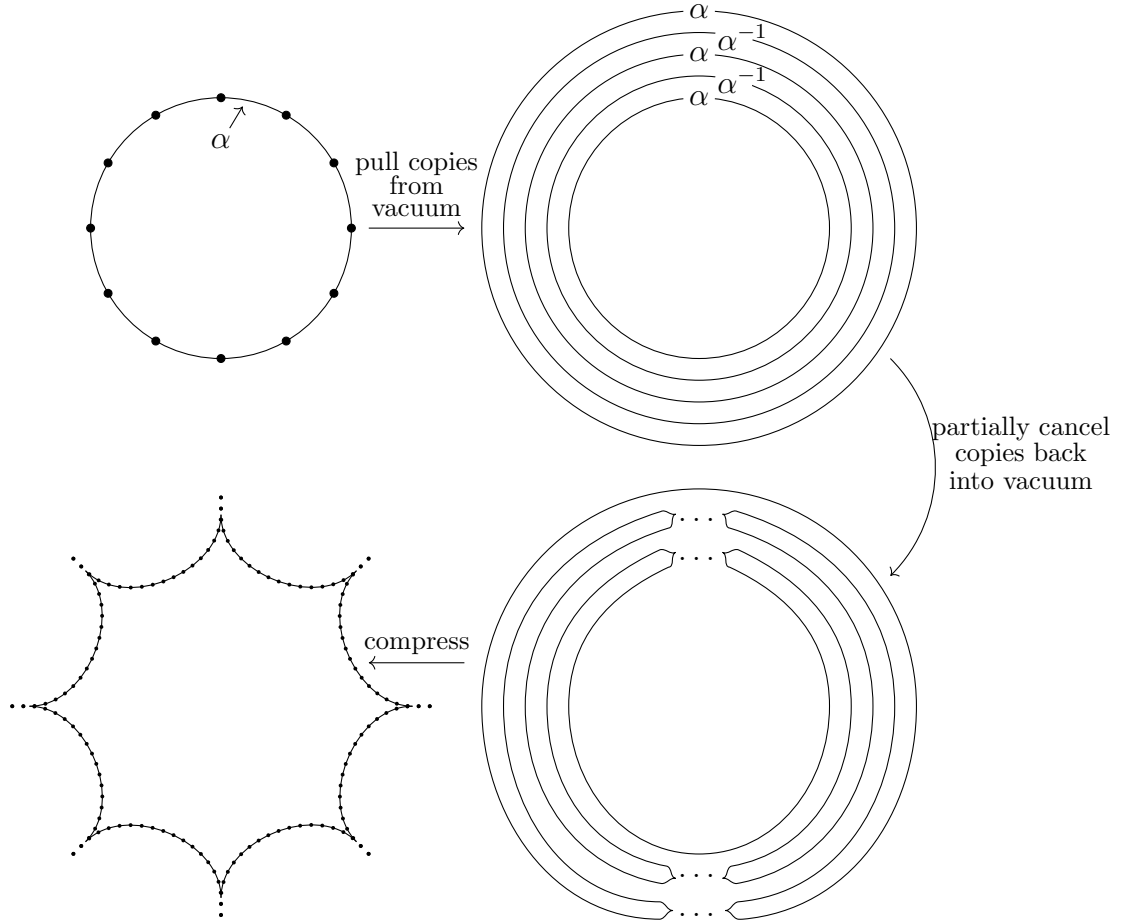 α
pull copies
from
vacuum
α
α⁻¹
α
α⁻¹
α
partially cancel
copies back
into vacuum
compress